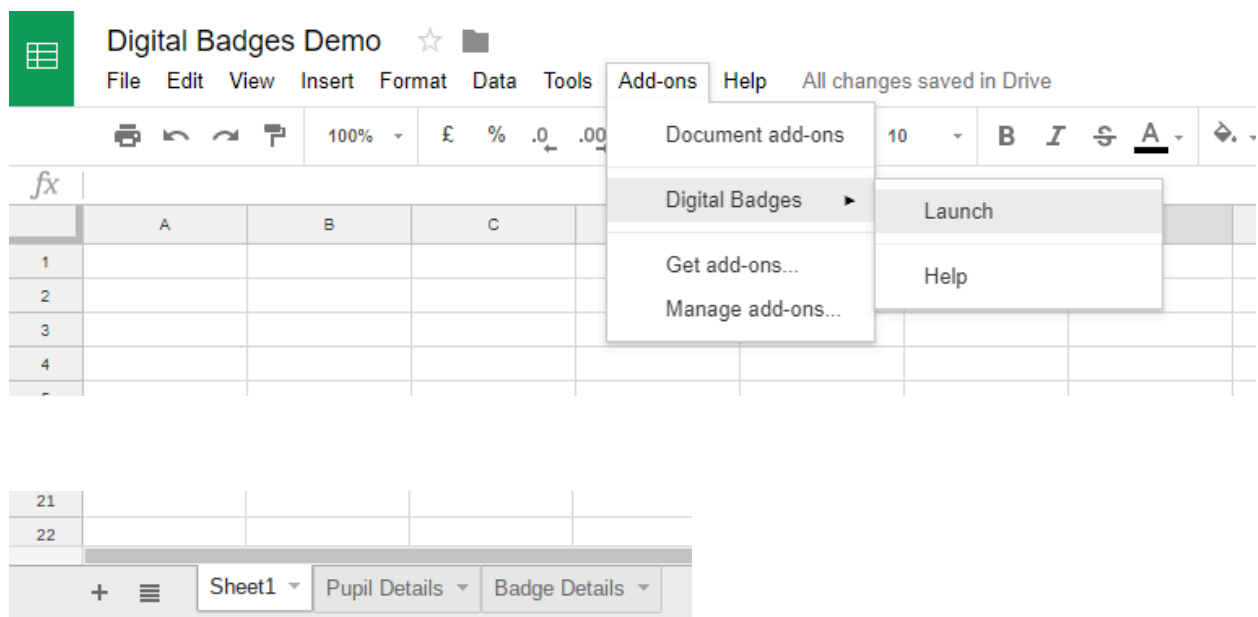 Digital Badges Demo
File Edit View Insert Format Data Tools Add-ons Help All changes saved in Drive
100% £ % .0 .00 10 B I S A
Document add-ons
fx
Digital Badges Launch
A B C
Get add-ons... Help
Manage add-ons...
1
2
3
4
21
22
Sheet1 Pupil Details Badge Details